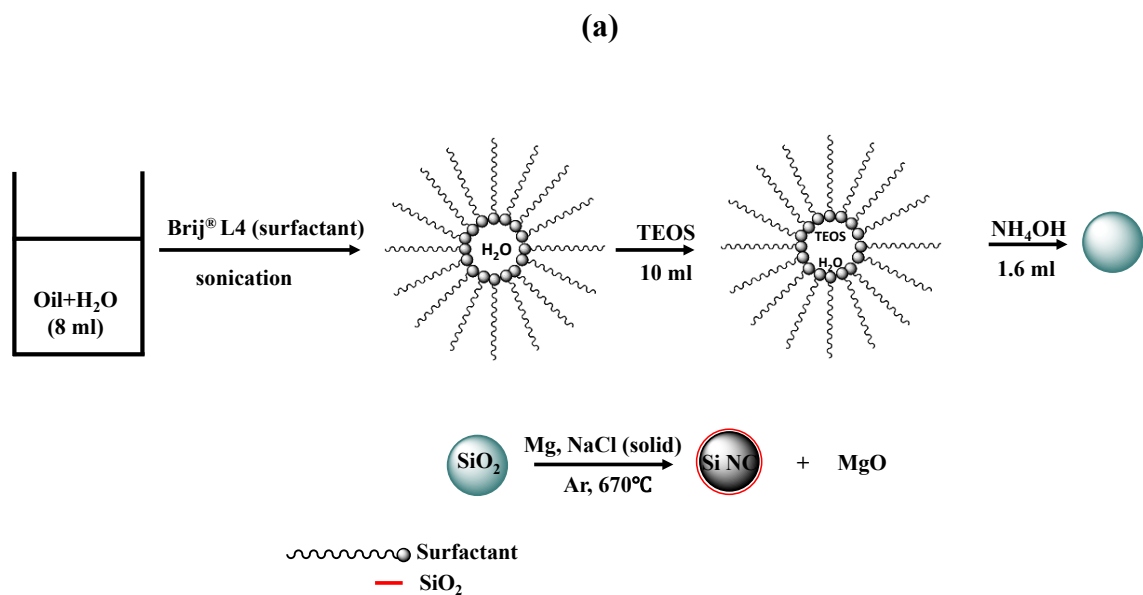 (a)
Brij® L4 (surfactant)
sonication
Oil+H₂O
(8 ml)
H₂O
TEOS
10 ml
TEOS
H₂O
NH₄OH
1.6 ml
SiO₂
Mg, NaCl (solid)
Ar, 670℃
Si NC
+
MgO
Surfactant
SiO₂